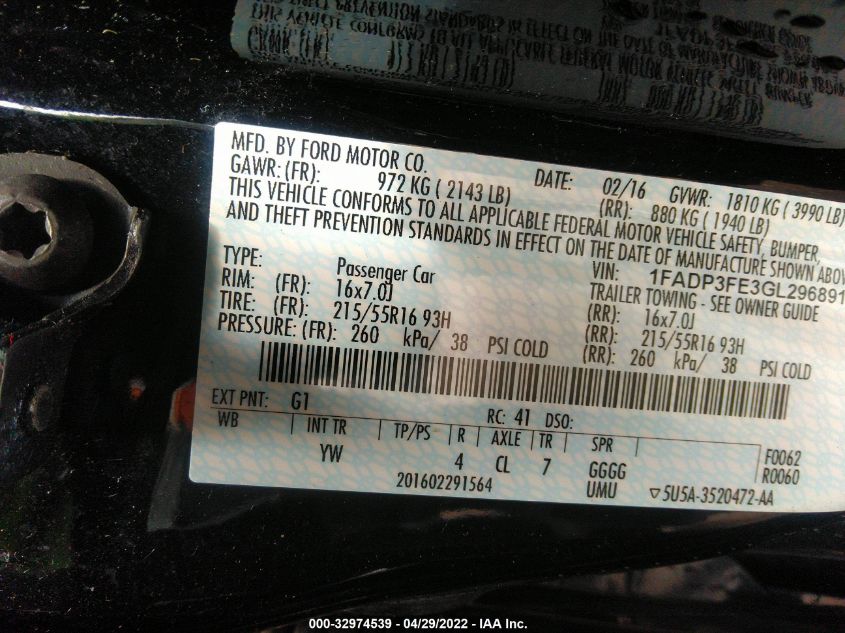 MFD. BY FORD MOTOR CO. DATE: 02/16 GVWR: 1810 KG ( 3990 LB)
GAWR: (FR): 972 KG ( 2143 LB) (RR): 880 KG ( 1940 LB)
THIS VEHICLE CONFORMS TO ALL APPLICABLE FEDERAL MOTOR VEHICLE SAFETY, BUMPER,
AND THEFT PREVENTION STANDARDS IN EFFECT ON THE DATE OF MANUFACTURE SHOWN ABOV
VIN: 1FADP3FE3GL296891
TYPE: Passenger Car TRAILER TOWING - SEE OWNER GUIDE
RIM: (FR): 16x7.0J (RR): 16x7.0J
TIRE: (FR): 215/55R16 93H (RR): 215/55R16 93H
PRESSURE: (FR): 260 kPa/ 38 PSI COLD (RR): 260 kPa/ 38 PSI COLD
EXT PNT: G1 RC: 41 DSO:
WB INT TR TP/PS R AXLE TR SPR F0062
YW 4 CL 7 GGGG R0060
201602291564 UMU ▽5U5A-3520472-AA
000-32974539 - 04/29/2022 - IAA Inc.